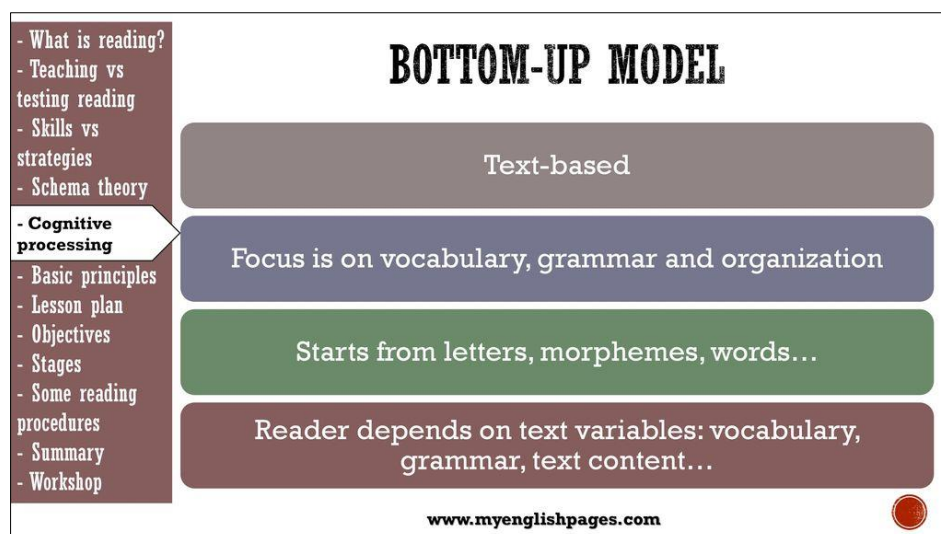 - What is reading?
- Teaching vs
testing reading
- Skills vs
strategies
- Schema theory
- Cognitive
processing
- Basic principles
- Lesson plan
- Objectives
- Stages
- Some reading
procedures
- Summary
- Workshop
BOTTOM-UP MODEL
Text-based
Focus is on vocabulary, grammar and organization
Starts from letters, morphemes, words…
Reader depends on text variables: vocabulary,
grammar, text content…
www.myenglishpages.com